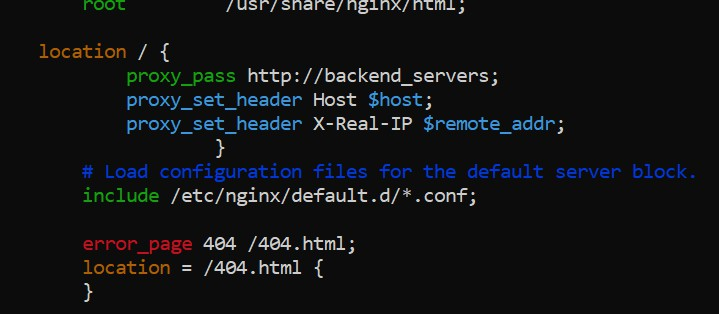 root /usr/share/nginx/html;
location / {
proxy_pass http://backend_servers;
proxy_set_header Host $host;
proxy_set_header X-Real-IP $remote_addr;
}
# Load configuration files for the default server block.
include /etc/nginx/default.d/*.conf;
error_page 404 /404.html;
location = /404.html {
}